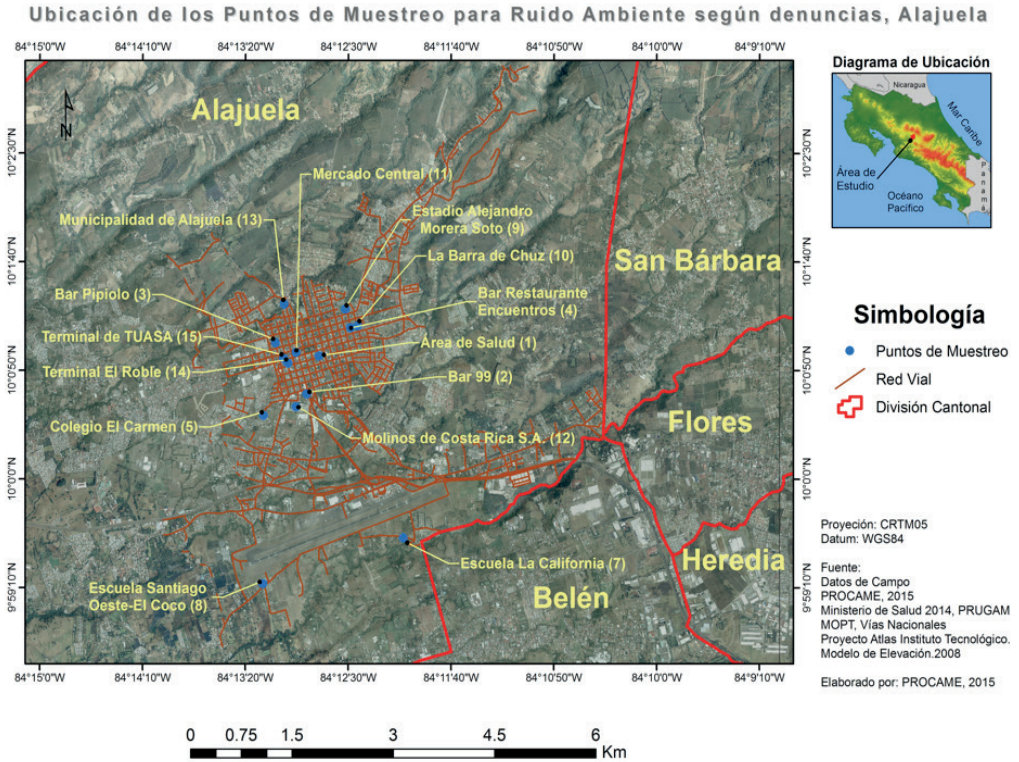 Ubicación de los Puntos de Muestreo para Ruido Ambiente según denuncias, Alajuela
84°15'0"W
84°14'10"W
84°13'20"W
84°12'30"W
84°11'40"W
84°10'50"W
84°10'0"W
84°9'10"W
10°2'30"N
10°1'40"N
10°0'50"N
10°0'0"N
9°59'10"N
10°2'30"N
10°1'40"N
10°0'50"N
10°0'0"N
9°59'10"N
N
Alajuela
Mercado Central (11)
Municipalidad de Alajuela (13)
Estadio Alejandro
Morera Soto (9)
La Barra de Chuz (10)
San Bárbara
Bar Pipiolo (3)
Bar Restaurante
Encuentros (4)
Terminal de TUASA (15)
Área de Salud (1)
Terminal El Roble (14)
Bar 99 (2)
Colegio El Carmen (5)
Molinos de Costa Rica S.A. (12)
Flores
Escuela La California (7)
Heredia
Escuela Santiago
Oeste-El Coco (8)
Belén
84°15'0"W
84°14'10"W
84°13'20"W
84°12'30"W
84°11'40"W
84°10'50"W
84°10'0"W
84°9'10"W
0
0.75
1.5
3
4.5
6
Km
Diagrama de Ubicación
Nicaragua
Mar Caribe
Área de
Estudio
Océano
Pacífico
Panamá
Simbología
Puntos de Muestreo
Red Vial
División Cantonal
Proyeción: CRTM05
Datum: WGS84
Fuente:
Datos de Campo
PROCAME, 2015
Ministerio de Salud 2014, PRUGAM
MOPT, Vías Nacionales
Proyecto Atlas Instituto Tecnológico.
Modelo de Elevación.2008
Elaborado por: PROCAME, 2015